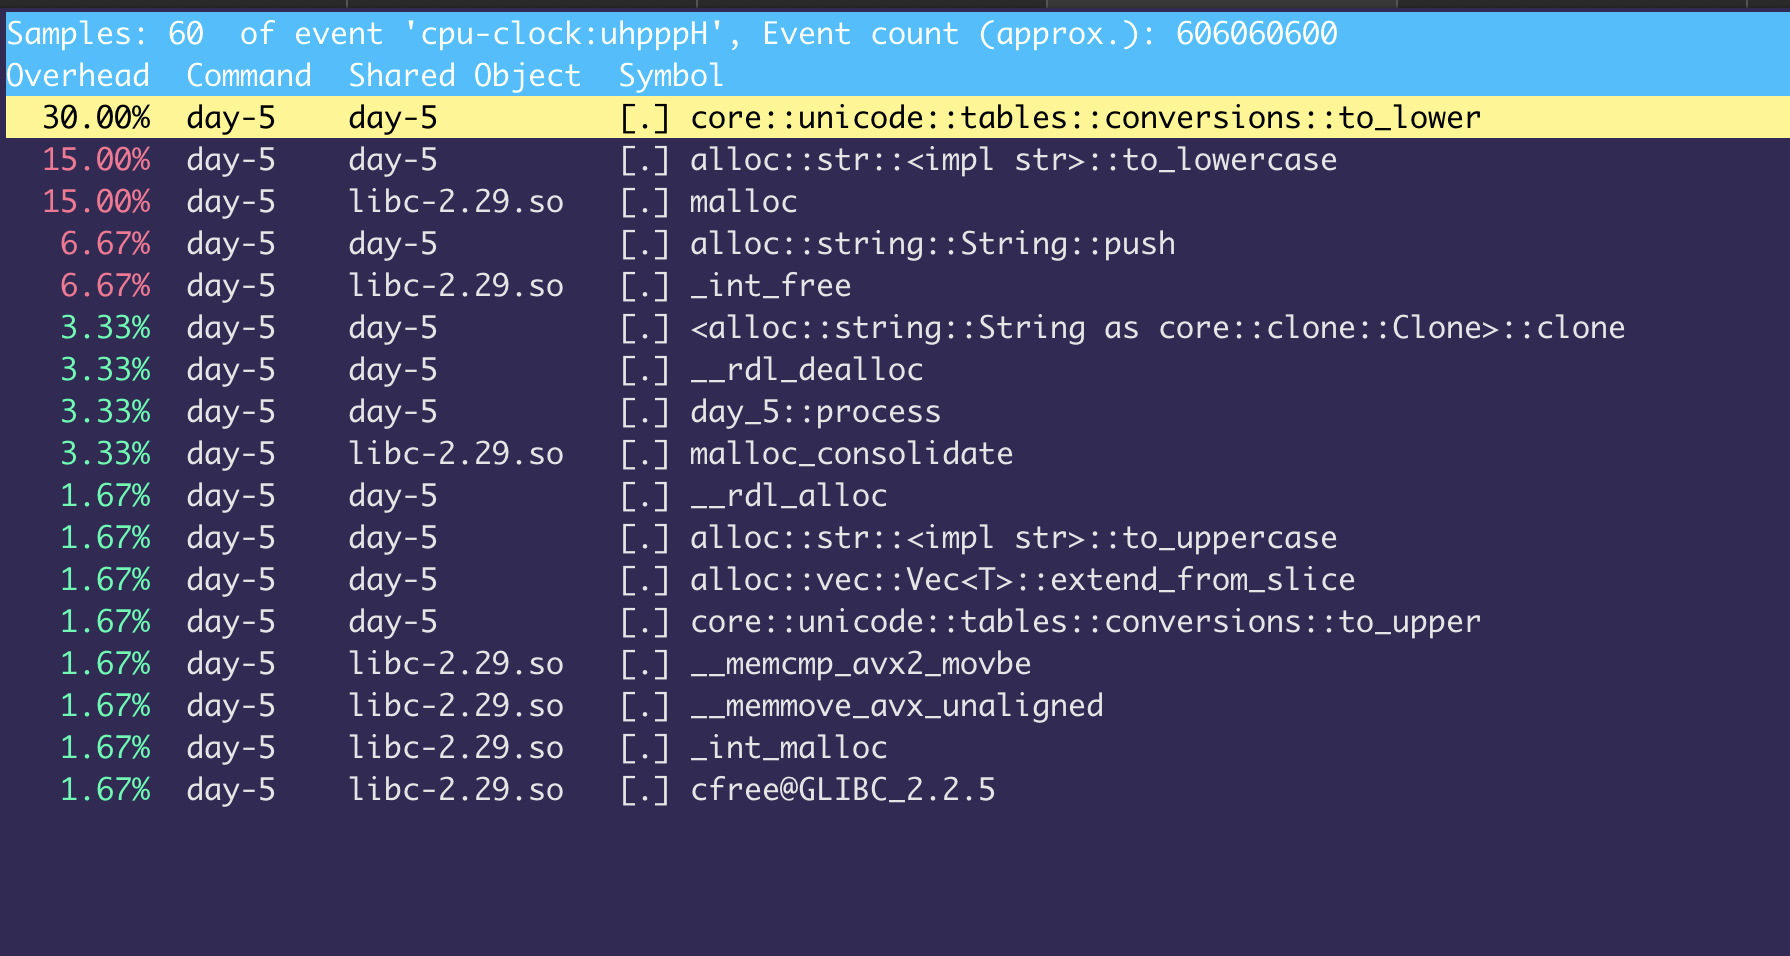 Samples: 60  of event 'cpu-clock:uhpppH', Event count (approx.): 606060600
Overhead  Command  Shared Object  Symbol
30.00%  day-5  day-5  [.] core::unicode::tables::conversions::to_lower
15.00%  day-5  day-5  [.] alloc::str::<impl str>::to_lowercase
15.00%  day-5  libc-2.29.so  [.] malloc
6.67%  day-5  day-5  [.] alloc::string::String::push
6.67%  day-5  libc-2.29.so  [.] _int_free
3.33%  day-5  day-5  [.] <alloc::string::String as core::clone::Clone>::clone
3.33%  day-5  day-5  [.] __rdl_dealloc
3.33%  day-5  day-5  [.] day_5::process
3.33%  day-5  libc-2.29.so  [.] malloc_consolidate
1.67%  day-5  day-5  [.] __rdl_alloc
1.67%  day-5  day-5  [.] alloc::str::<impl str>::to_uppercase
1.67%  day-5  day-5  [.] alloc::vec::Vec<T>::extend_from_slice
1.67%  day-5  day-5  [.] core::unicode::tables::conversions::to_upper
1.67%  day-5  libc-2.29.so  [.] __memcmp_avx2_movbe
1.67%  day-5  libc-2.29.so  [.] __memmove_avx_unaligned
1.67%  day-5  libc-2.29.so  [.] _int_malloc
1.67%  day-5  libc-2.29.so  [.] cfree@GLIBC_2.2.5